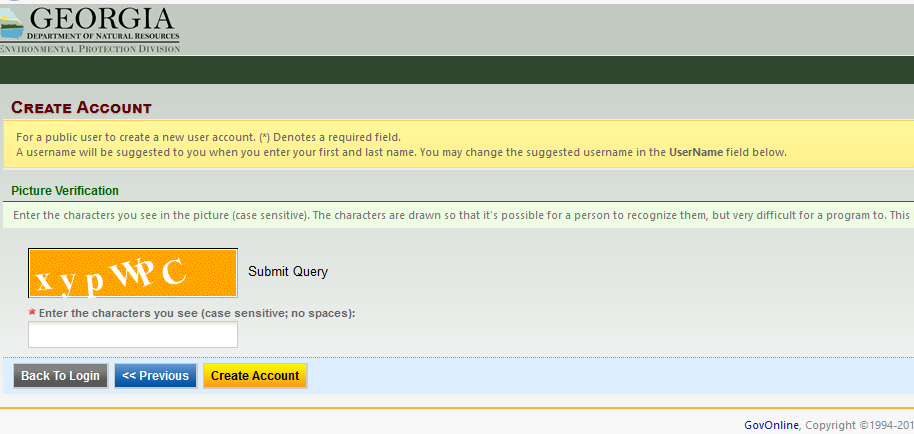 GEORGIA
DEPARTMENT OF NATURAL RESOURCES
ENVIRONMENTAL PROTECTION DIVISION
CREATE ACCOUNT
For a public user to create a new user account. (*) Denotes a required field.
A username will be suggested to you when you enter your first and last name. You may change the suggested username in the UserName field below.
Picture Verification
Enter the characters you see in the picture (case sensitive). The characters are drawn so that it's possible for a person to recognize them, but very difficult for a program to. This
Submit Query
* Enter the characters you see (case sensitive; no spaces):
Back To Login << Previous Create Account
GovOnline, Copyright ©1994-201